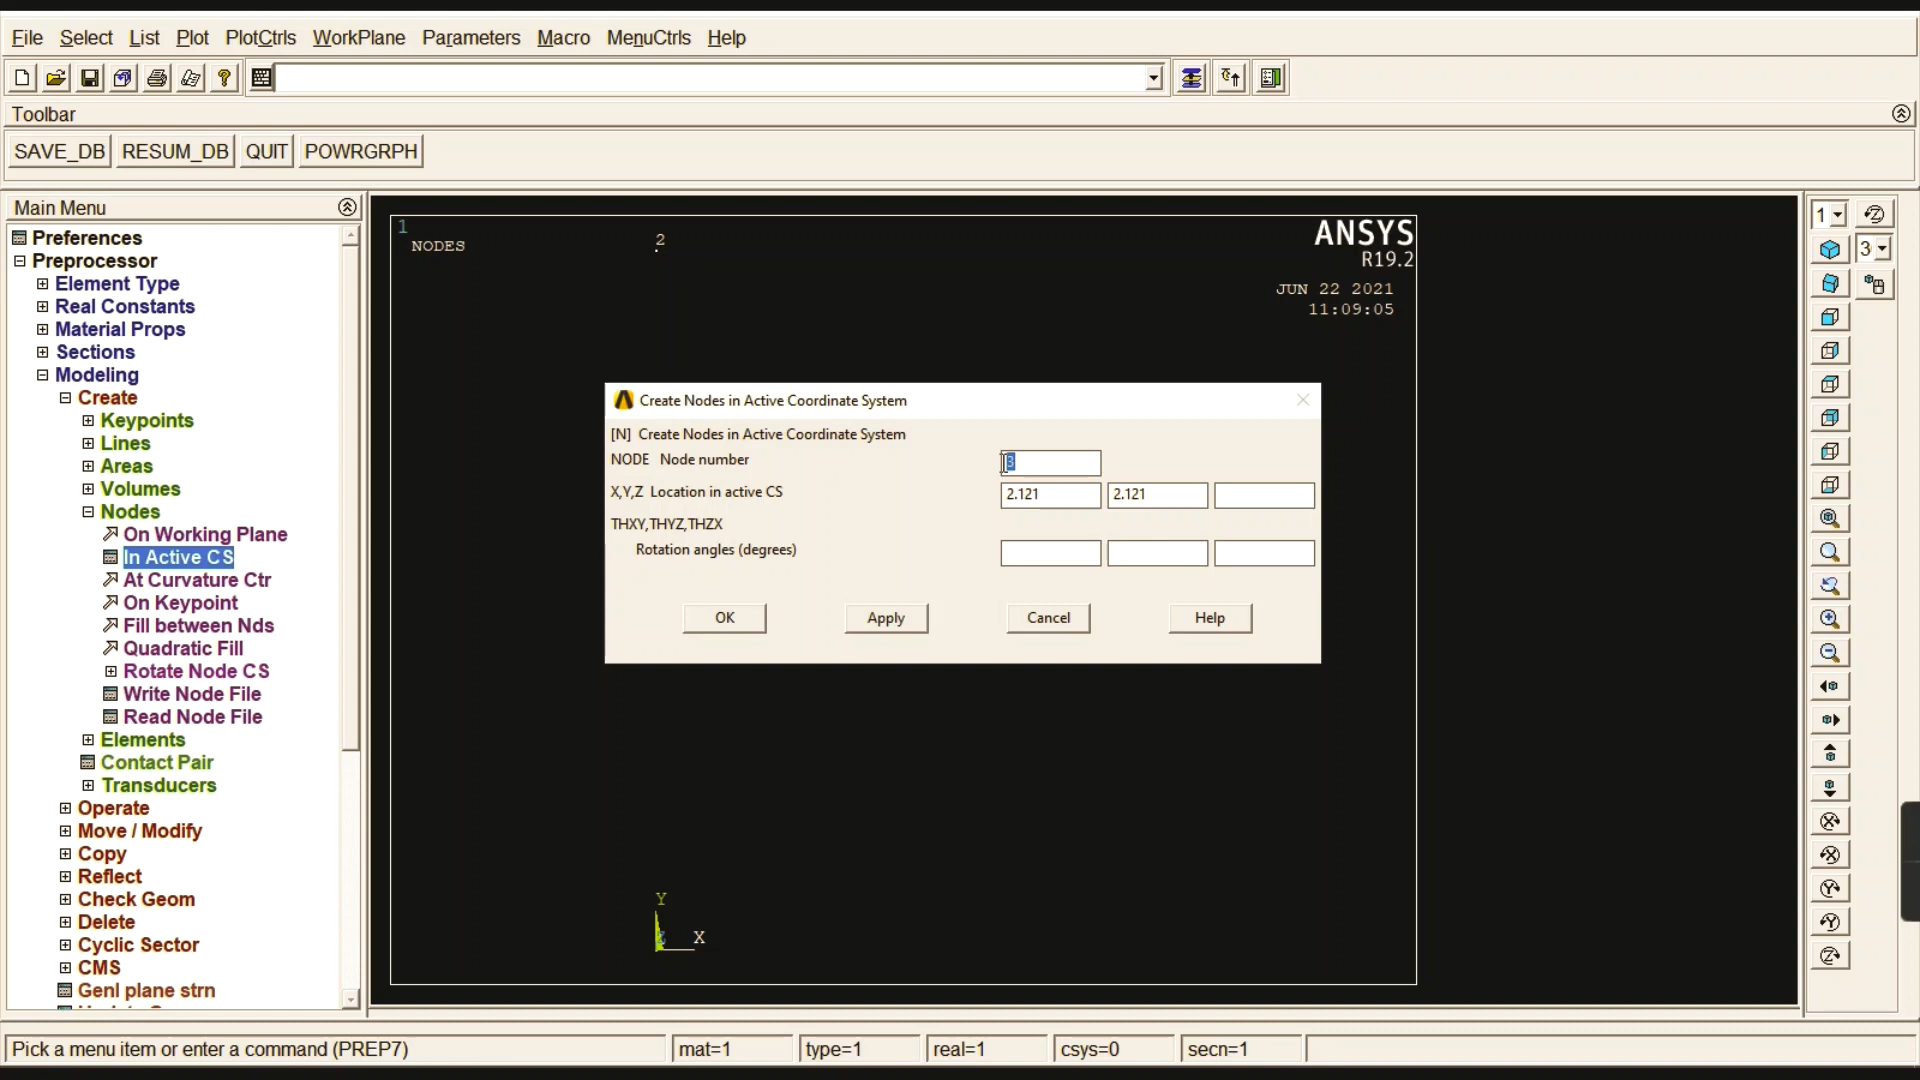 File Select List Plot PlotCtrls WorkPlane Parameters Macro MenuCtrls Help
Toolbar
SAVE_DB RESUM_DB QUIT POWRGRPH
Main Menu
Preferences
Preprocessor
Element Type
Real Constants
Material Props
Sections
Modeling
Create
Keypoints
Lines
Areas
Volumes
Nodes
On Working Plane
In Active CS
At Curvature Ctr
On Keypoint
Fill between Nds
Quadratic Fill
Rotate Node CS
Write Node File
Read Node File
Elements
Contact Pair
Transducers
Operate
Move / Modify
Copy
Reflect
Check Geom
Delete
Cyclic Sector
CMS
Genl plane strn
1
NODES
2
ANSYS
R19.2
JUN 22 2021
11:09:05
Create Nodes in Active Coordinate System
[N] Create Nodes in Active Coordinate System
NODE Node number 3
X,Y,Z Location in active CS 2.121 2.121
THXY,THYZ,THZX
Rotation angles (degrees)
OK Apply Cancel Help
Y
X
1
3
Pick a menu item or enter a command (PREP7) mat=1 type=1 real=1 csys=0 secn=1